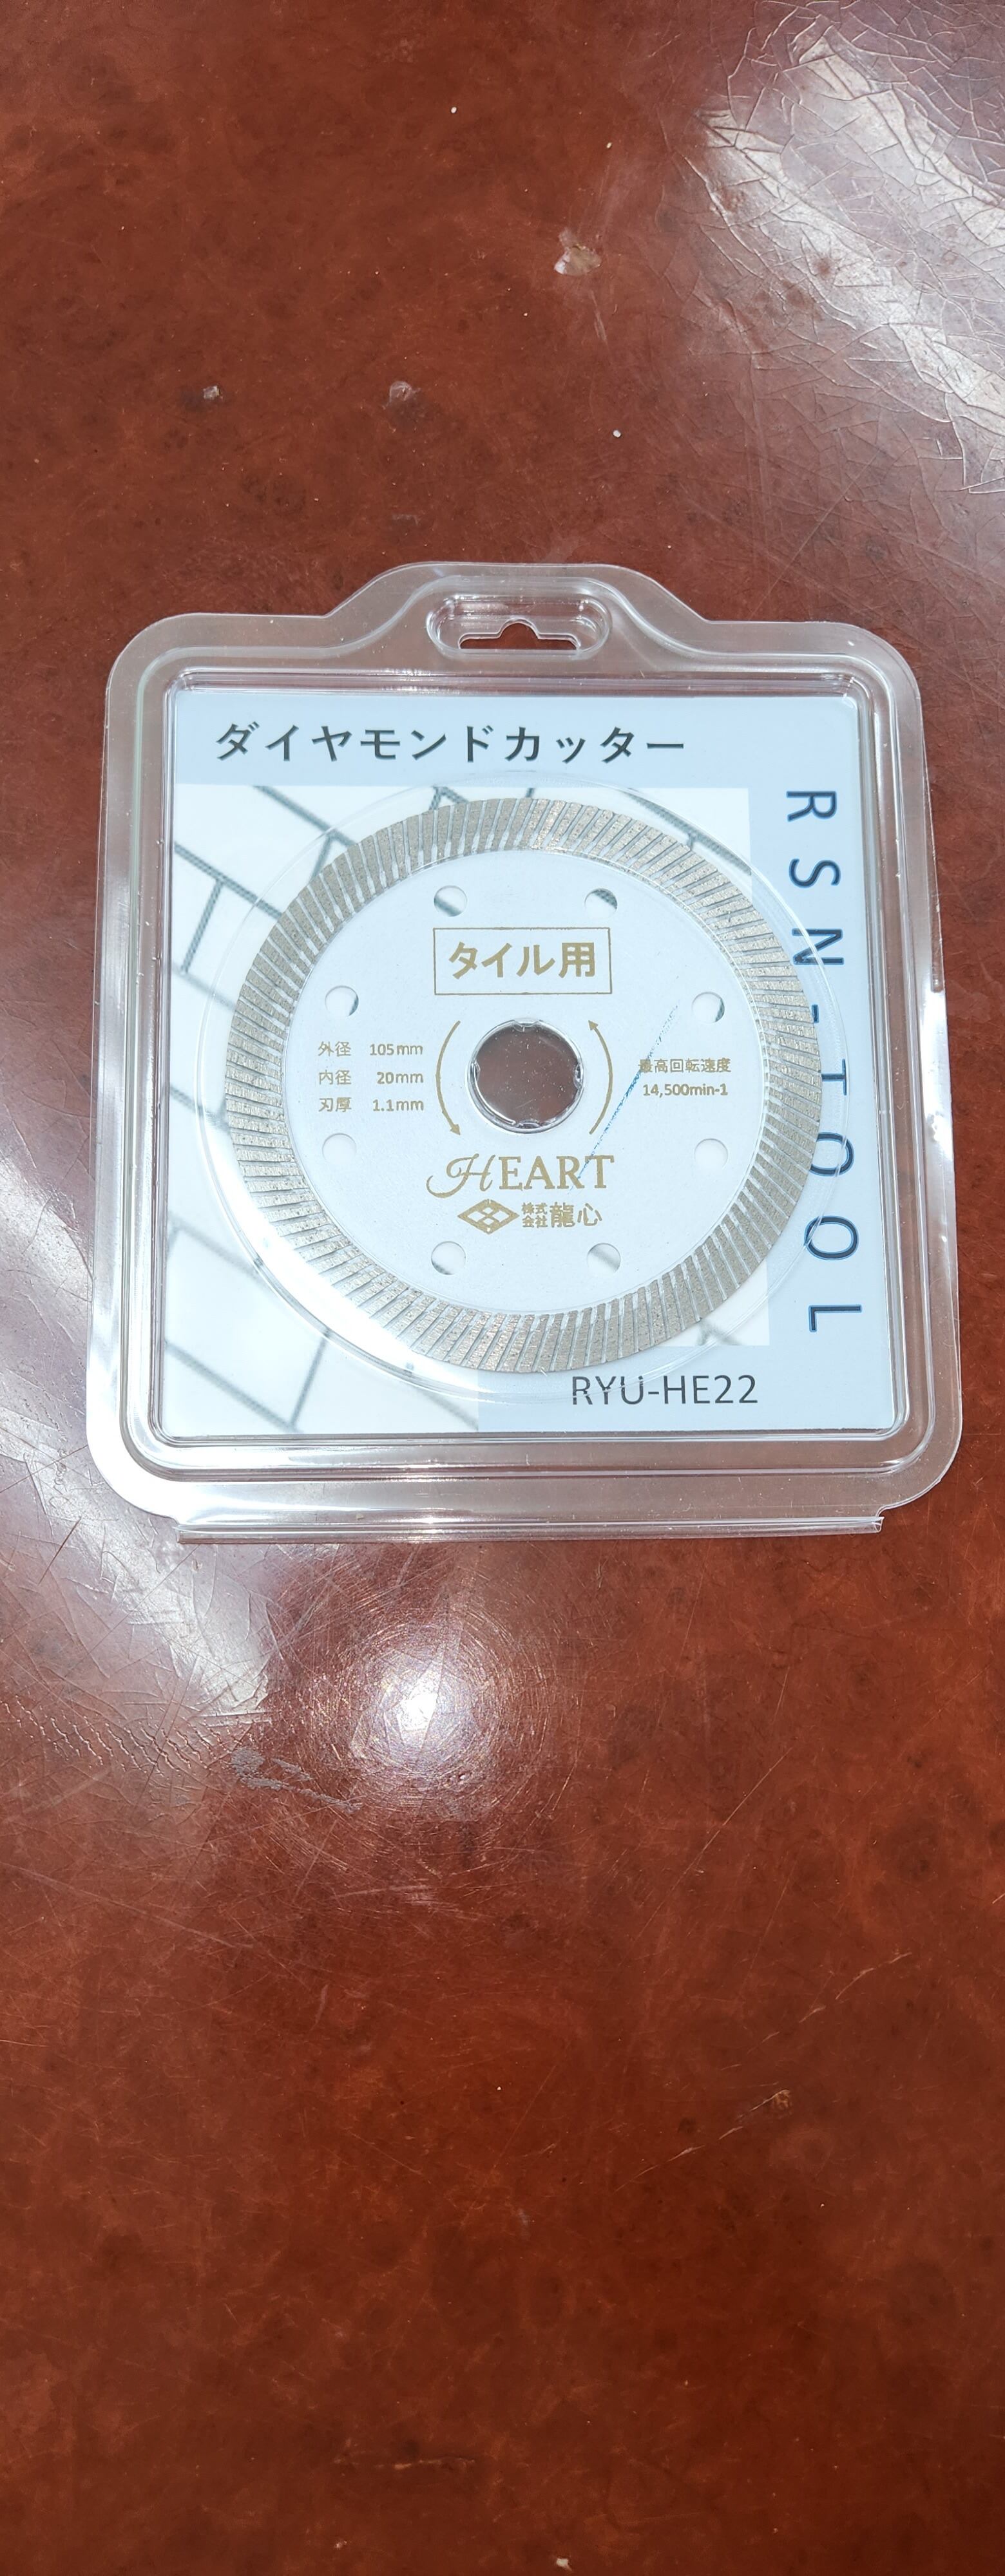 ダイヤモンドカッター
RSN-TOOL
タイル用
外径 105mm
内径 20mm
刃厚 1.1mm
最高回転速度
14,500min-1
HEART
株式会社龍心
RYU-HE22